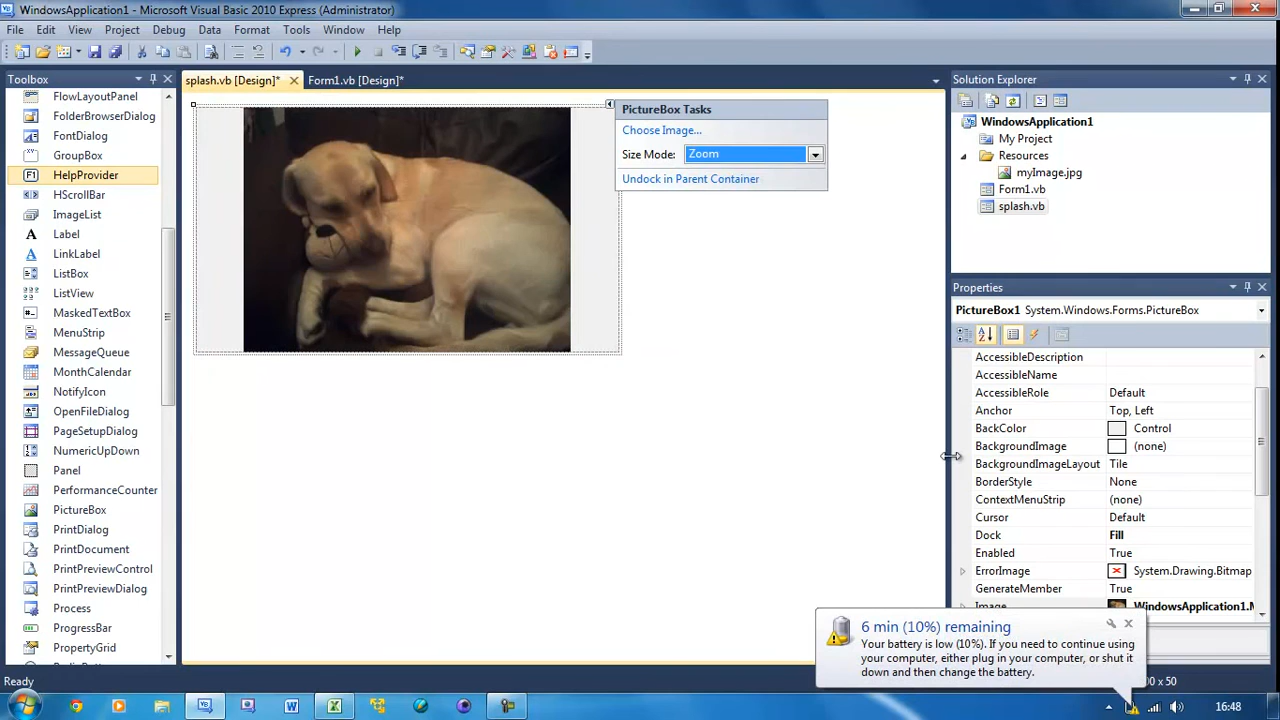 WindowsApplication1 - Microsoft Visual Basic 2010 Express (Administrator)
File Edit View Project Debug Data Format Tools Window Help
Toolbox
FlowLayoutPanel
FolderBrowserDialog
FontDialog
GroupBox
HelpProvider
HScrollBar
ImageList
Label
LinkLabel
ListBox
ListView
MaskedTextBox
MenuStrip
MessageQueue
MonthCalendar
NotifyIcon
OpenFileDialog
PageSetupDialog
NumericUpDown
Panel
PerformanceCounter
PictureBox
PrintDialog
PrintDocument
PrintPreviewControl
PrintPreviewDialog
Process
ProgressBar
PropertyGrid
splash.vb [Design]* Form1.vb [Design]*
PictureBox Tasks
Choose Image...
Size Mode: Zoom
Undock in Parent Container
Solution Explorer
WindowsApplication1
My Project
Resources
myImage.jpg
Form1.vb
splash.vb
Properties
PictureBox1 System.Windows.Forms.PictureBox
AccessibleDescription
AccessibleName
AccessibleRole Default
Anchor Top, Left
BackColor Control
BackgroundImage (none)
BackgroundImageLayout Tile
BorderStyle None
ContextMenuStrip (none)
Cursor Default
Dock Fill
Enabled True
ErrorImage System.Drawing.Bitmap
GenerateMember True
Image WindowsApplication1.
6 min (10%) remaining
Your battery is low (10%). If you need to continue using
your computer, either plug in your computer, or shut it
down and then change the battery.
Ready
00 x 50
16:48